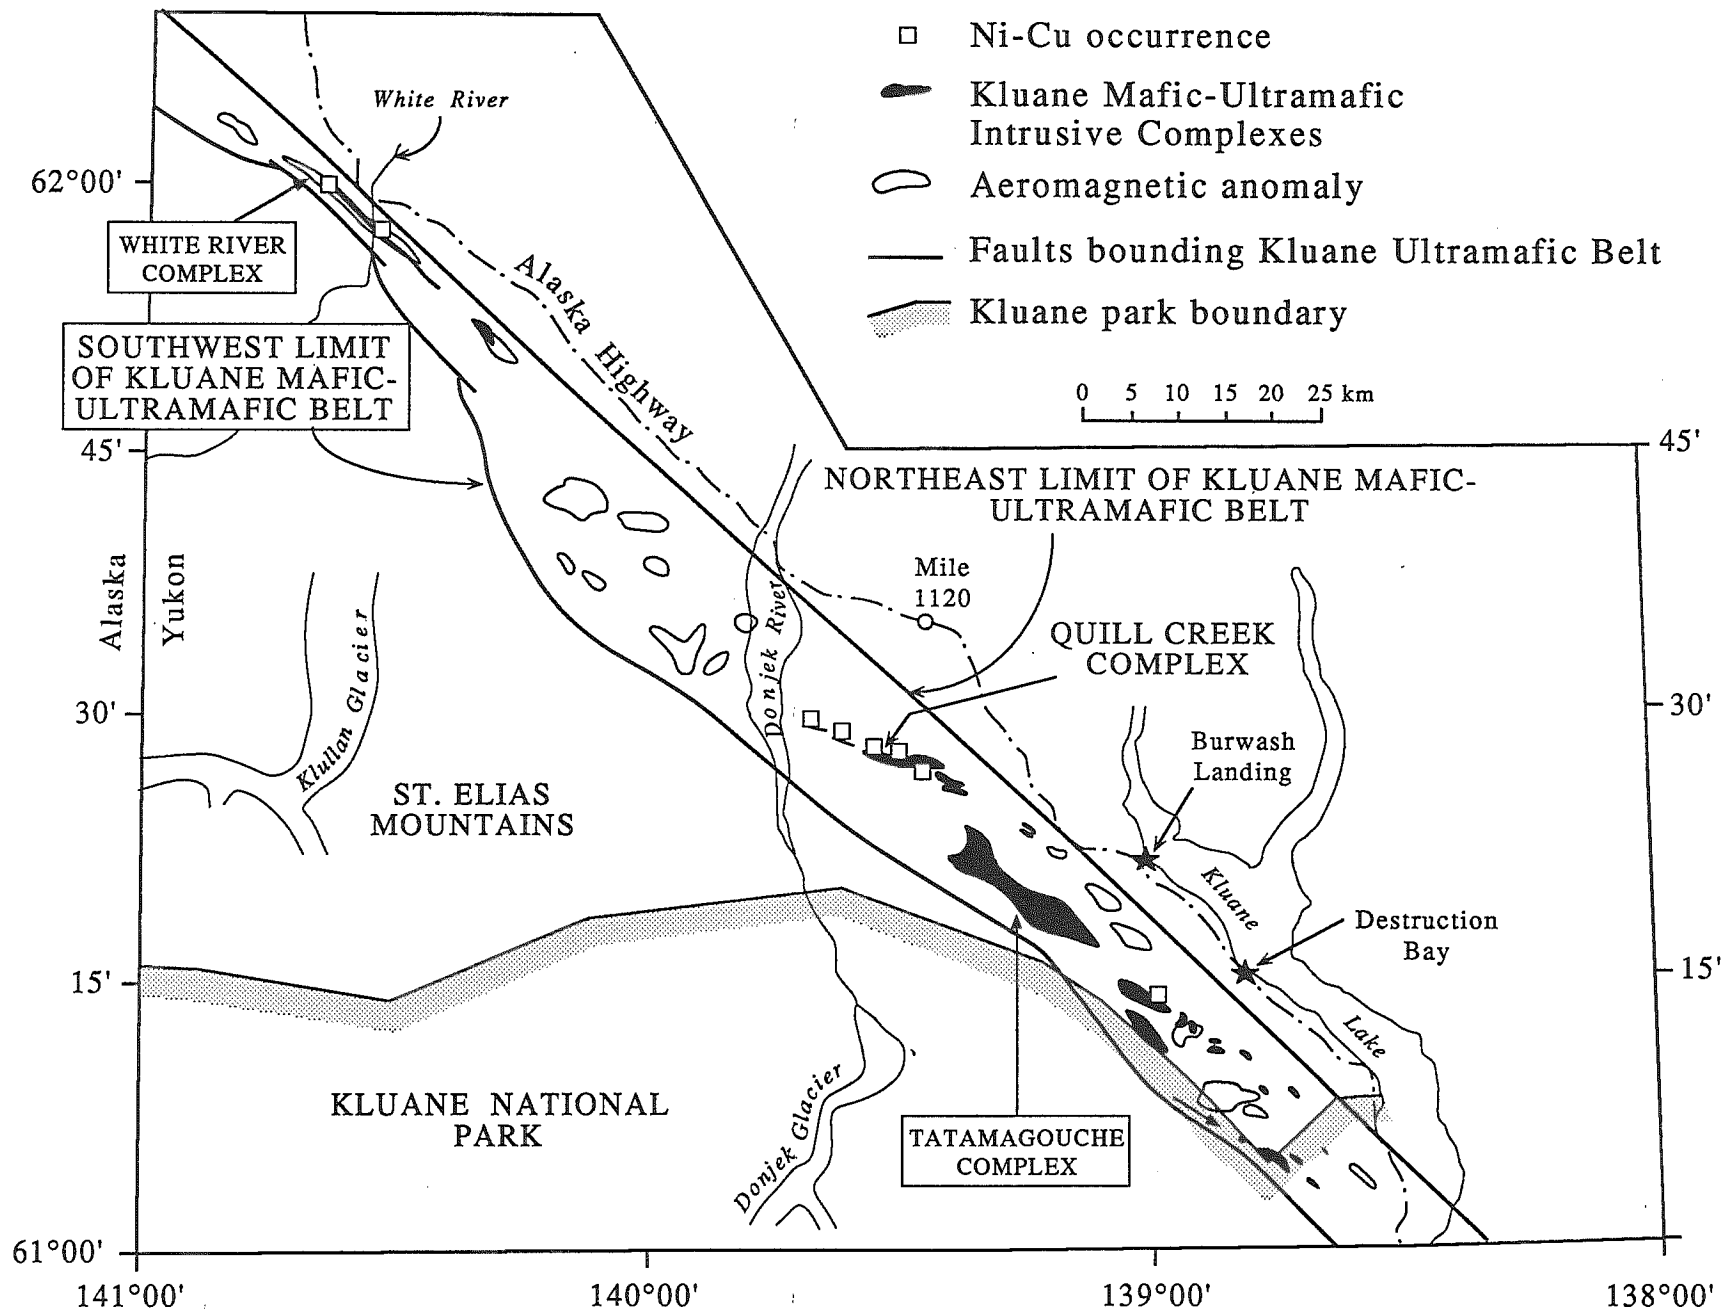 Ni-Cu occurrence
Kluane Mafic-Ultramafic
Intrusive Complexes
Aeromagnetic anomaly
Faults bounding Kluane Ultramafic Belt
Kluane park boundary
0 5 10 15 20 25 km
White River
62°00'
WHITE RIVER
COMPLEX
Alaska Highway
SOUTHWEST LIMIT
OF KLUANE MAFIC-
ULTRAMAFIC BELT
45'
45'
NORTHEAST LIMIT OF KLUANE MAFIC-
ULTRAMAFIC BELT
Alaska
Yukon
Mile
1120
Donjek River
QUILL CREEK
COMPLEX
Klullan Glacier
30'
30'
Burwash
Landing
ST. ELIAS
MOUNTAINS
Kluane
Lake
Destruction
Bay
15'
15'
KLUANE NATIONAL
PARK
Donjek Glacier
TATAMAGOUCHE
COMPLEX
61°00'
141°00'
140°00'
139°00'
138°00'